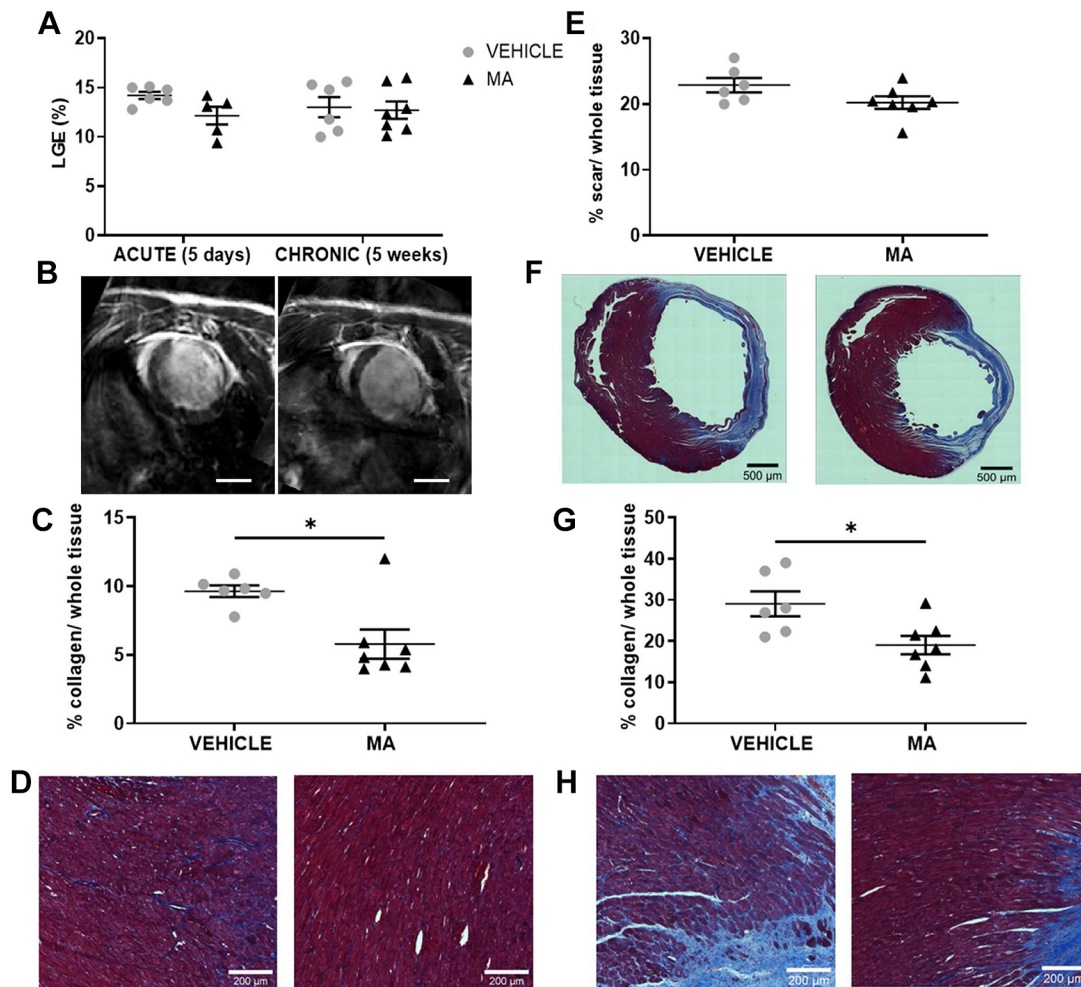 A
LGE (%)
20
15
10
5
0
ACUTE (5 days) CHRONIC (5 weeks)
VEHICLE
MA
E
% scar/ whole tissue
30
20
10
0
VEHICLE MA
B
F
500 µm
500 µm
C
% collagen/ whole tissue
15
10
5
0
*
VEHICLE MA
G
% collagen/ whole tissue
50
40
30
20
10
0
*
VEHICLE MA
D
200 µm
200 µm
H
200 µm
200 µm